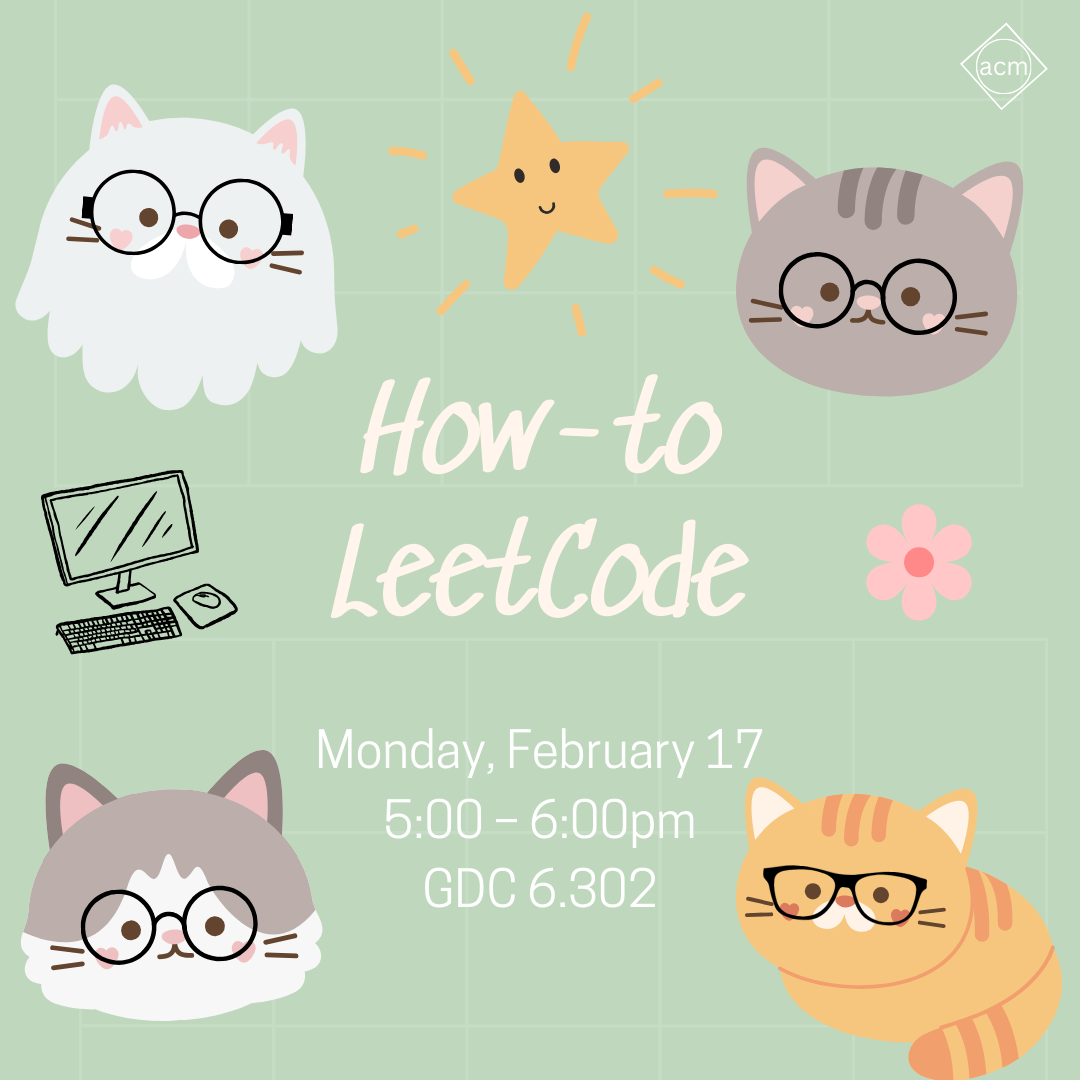 acm
How-to
LeetCode
Monday, February 17
5:00 – 6:00pm
GDC 6.302